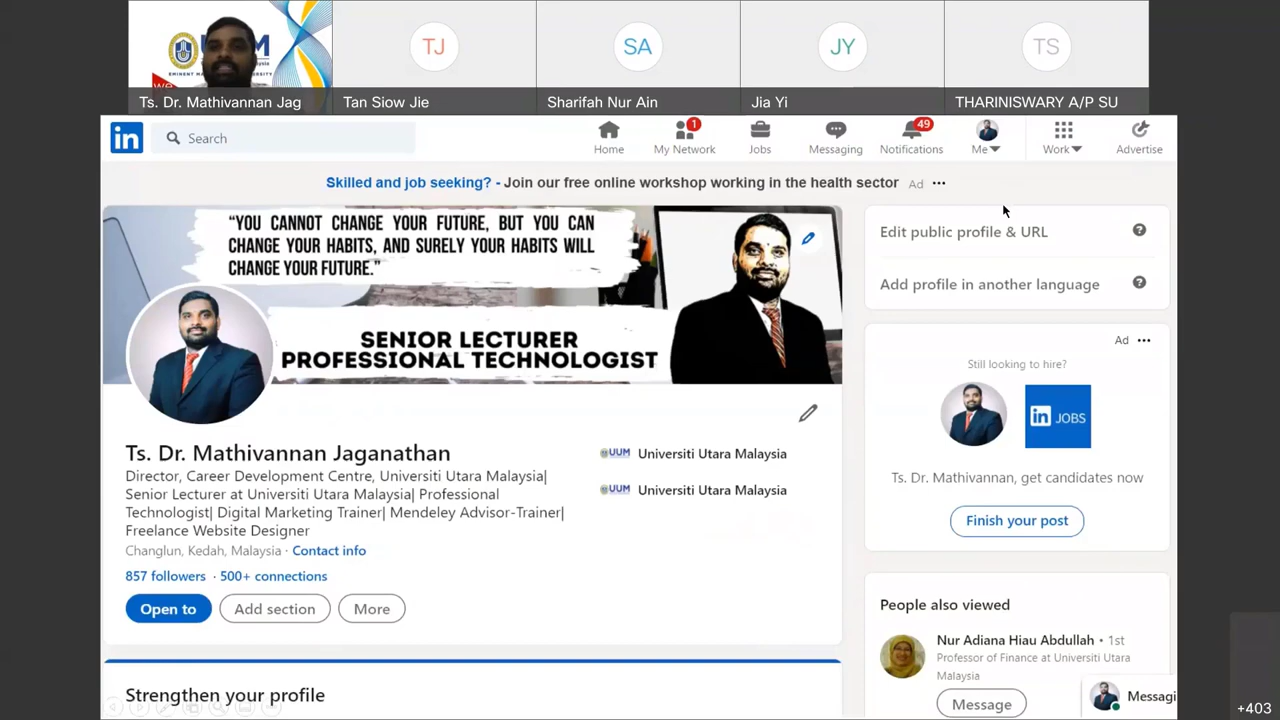 UUM
EMINENT MA
we
TJ
SA
JY
TS
Ts. Dr. Mathivannan Jag
Tan Siow Jie
Sharifah Nur Ain
Jia Yi
THARINISWARY A/P SU
in
Search
Home
1
My Network
Jobs
Messaging
49
Notifications
Me
Work
Advertise
Skilled and job seeking? - Join our free online workshop working in the health sector Ad
“YOU CANNOT CHANGE YOUR FUTURE, BUT YOU CAN
CHANGE YOUR HABITS, AND SURELY YOUR HABITS WILL
CHANGE YOUR FUTURE.”
SENIOR LECTURER
PROFESSIONAL TECHNOLOGIST
Ts. Dr. Mathivannan Jaganathan
Director, Career Development Centre, Universiti Utara Malaysia|
Senior Lecturer at Universiti Utara Malaysia| Professional
Technologist| Digital Marketing Trainer| Mendeley Advisor-Trainer|
Freelance Website Designer
Changlun, Kedah, Malaysia · Contact info
857 followers · 500+ connections
Open to
Add section
More
UUM Universiti Utara Malaysia
UUM Universiti Utara Malaysia
Strengthen your profile
Edit public profile & URL
Add profile in another language
Ad
Still looking to hire?
in JOBS
Ts. Dr. Mathivannan, get candidates now
Finish your post
People also viewed
Nur Adiana Hiau Abdullah • 1st
Professor of Finance at Universiti Utara
Malaysia
Message
Messagi
+403